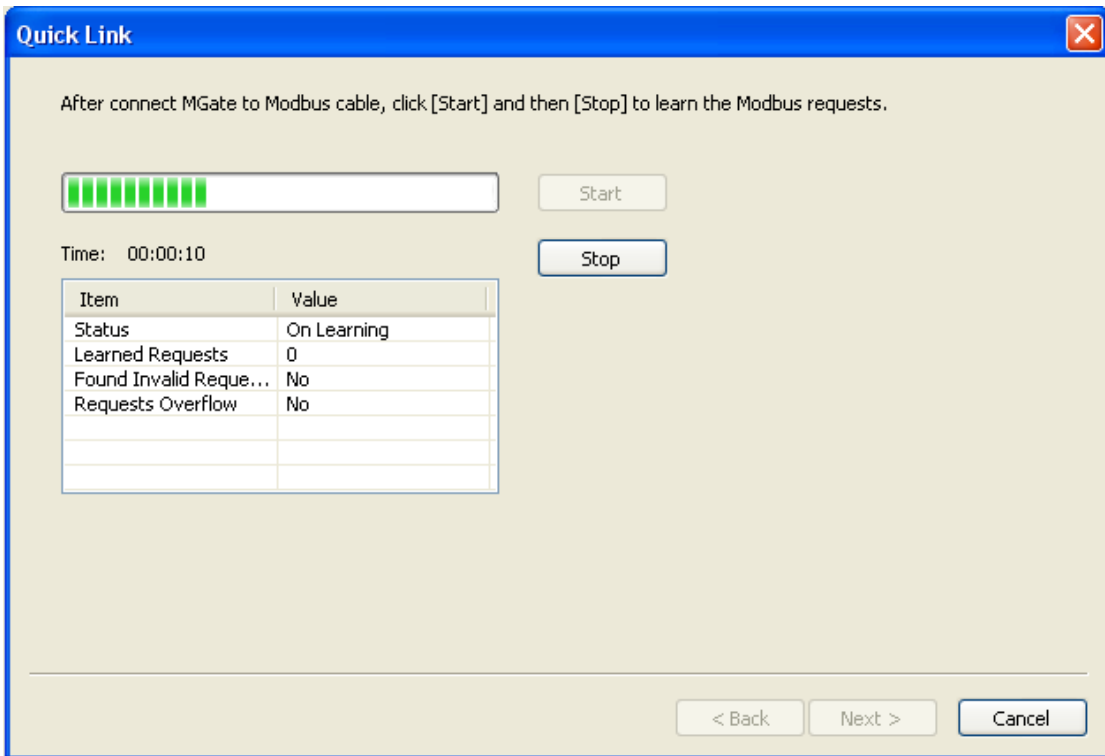 Quick Link
After connect MGate to Modbus cable, click [Start] and then [Stop] to learn the Modbus requests.
Start
Time: 00:00:10
Stop
Item Value
Status On Learning
Learned Requests 0
Found Invalid Reque... No
Requests Overflow No
< Back Next > Cancel